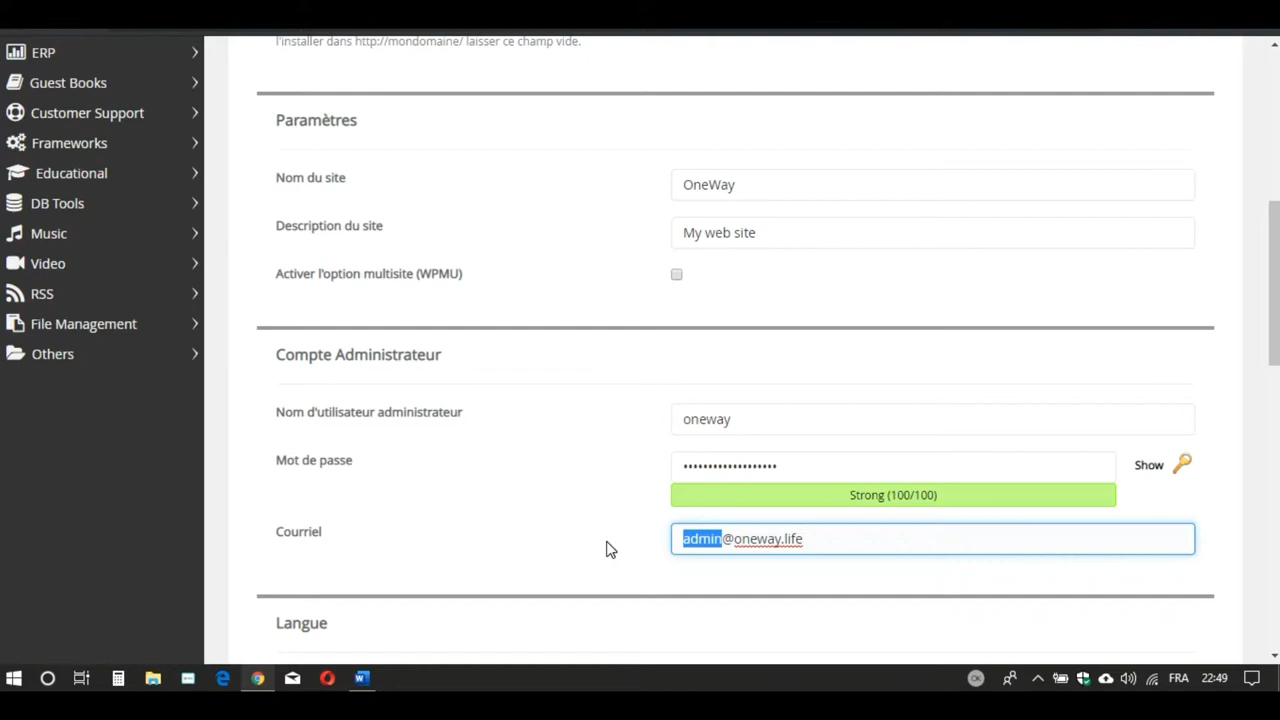 l'installer dans http://mondomaine/ laisser ce champ vide.
ERP
Guest Books
Customer Support
Frameworks
Educational
DB Tools
Music
Video
RSS
File Management
Others
Paramètres
Nom du site
OneWay
Description du site
My web site
Activer l'option multisite (WPMU)
Compte Administrateur
Nom d'utilisateur administrateur
oneway
Mot de passe
•••••••••••••••••••
Show
Strong (100/100)
Courriel
admin@oneway.life
Langue
FRA
22:49